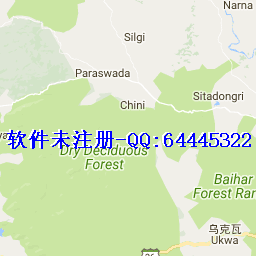 Narna
Silgi
Paraswada
Sitadongri
Chini
软件未注册-QQ:64445322
Dry Deciduous
Forest
Baihar
Forest Ran
乌克瓦
Ukwa